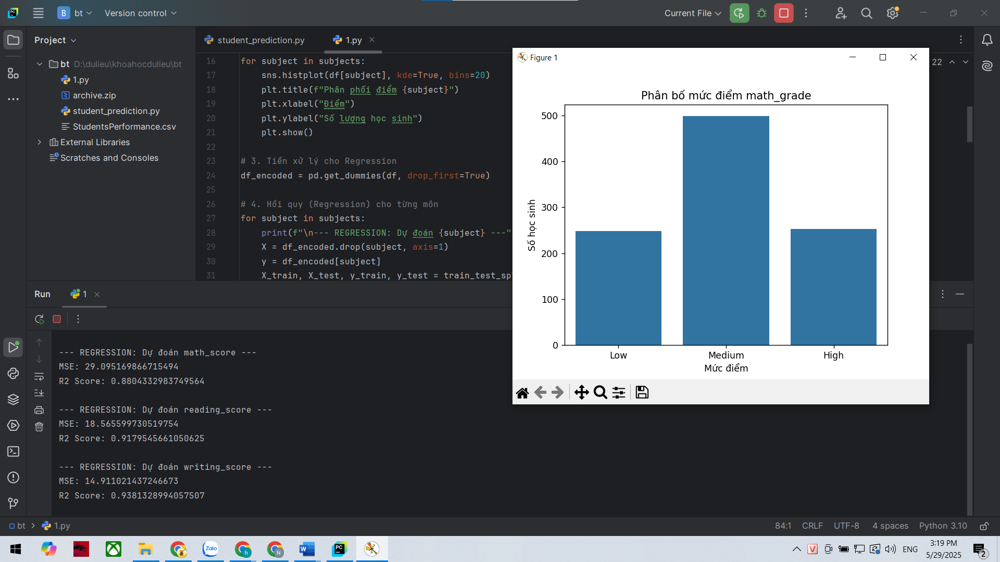 B bt Version control Current File
Project
student_prediction.py 1.py
bt D:\dulieu\khoahocdulieu\bt
1.py
archive.zip
student_prediction.py
StudentsPerformance.csv
External Libraries
Scratches and Consoles
16 for subject in subjects:
17 sns.histplot(df[subject], kde=True, bins=20)
18 plt.title(f"Phân phối điểm {subject}")
19 plt.xlabel("Điểm")
20 plt.ylabel("Số lượng học sinh")
21 plt.show()
22
23 # 3. Tiền xử lý cho Regression
24 df_encoded = pd.get_dummies(df, drop_first=True)
25
26 # 4. Hồi quy (Regression) cho từng môn
27 for subject in subjects:
28 print(f"\n--- REGRESSION: Dự đoán {subject} ---"
29 X = df_encoded.drop(subject, axis=1)
30 y = df_encoded[subject]
31 X_train, X_test, y_train, y_test = train_test_spl
22
Figure 1
Phân bố mức điểm math_grade
500
400
300
200
100
0
Số học sinh
Low Medium High
Mức điểm
Run 1
--- REGRESSION: Dự đoán math_score ---
MSE: 29.095169866715494
R2 Score: 0.8804332983749564
--- REGRESSION: Dự đoán reading_score ---
MSE: 18.565599730519754
R2 Score: 0.9179545661050625
--- REGRESSION: Dự đoán writing_score ---
MSE: 14.911021437246673
R2 Score: 0.9381328994057507
bt 1.py
84:1 CRLF UTF-8 4 spaces Python 3.10
Zalo
h
N
W
PC
V
ENG
3:19 PM
5/29/2025
2